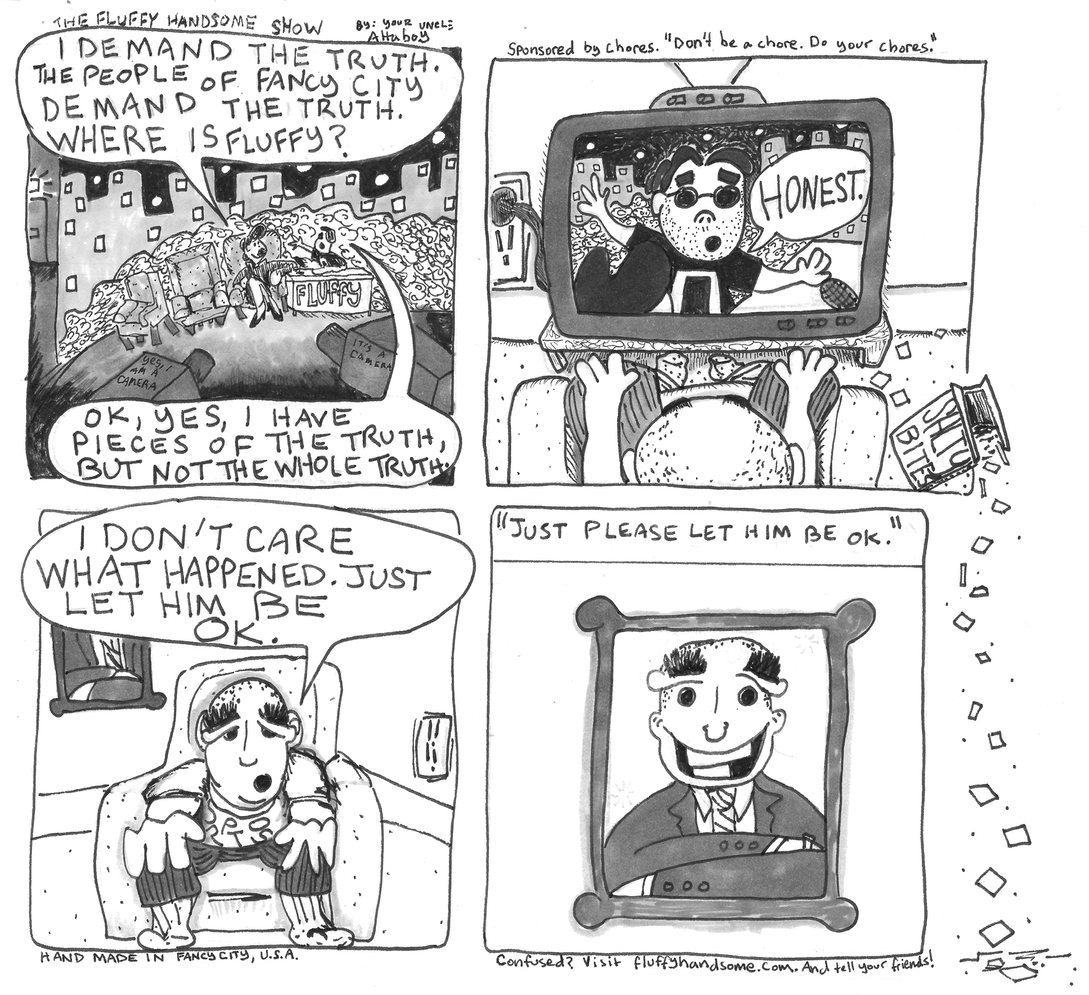 THE FLUFFY HANDSOME SHOW
BY: YOUR UNCLE
Attaboy
I DEMAND THE TRUTH.
THE PEOPLE OF FANCY CITY
DEMAND THE TRUTH.
WHERE IS FLUFFY?
FLUFFY
YES, I
AM A
CAMERA
IT'S A
CAMERA
OK, YES, I HAVE
PIECES OF THE TRUTH,
BUT NOT THE WHOLE TRUTH.
Sponsored by Chores. "Don't be a chore. Do your chores."
HONEST.
BITE
I DON'T CARE
WHAT HAPPENED. JUST
LET HIM BE
OK.
"JUST PLEASE LET HIM BE OK."
HAND MADE IN FANCY CITY, U.S.A.
Confused? Visit fluffyhandsome.com. And tell your friends!